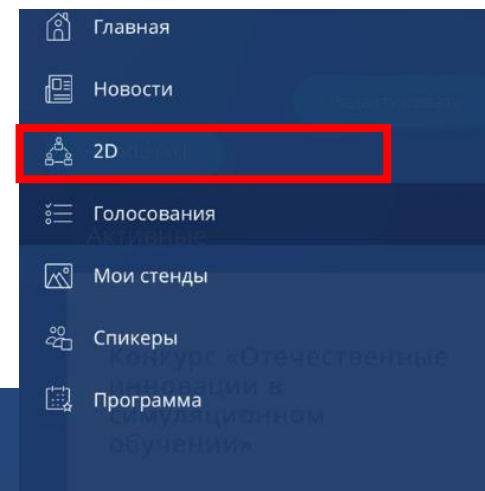 Главная
Новости
2D
Голосования
Активные
Мои стенды
Спикеры
Конкурс «Отечественные
инновации в
Программа
симуляционном
обучении»